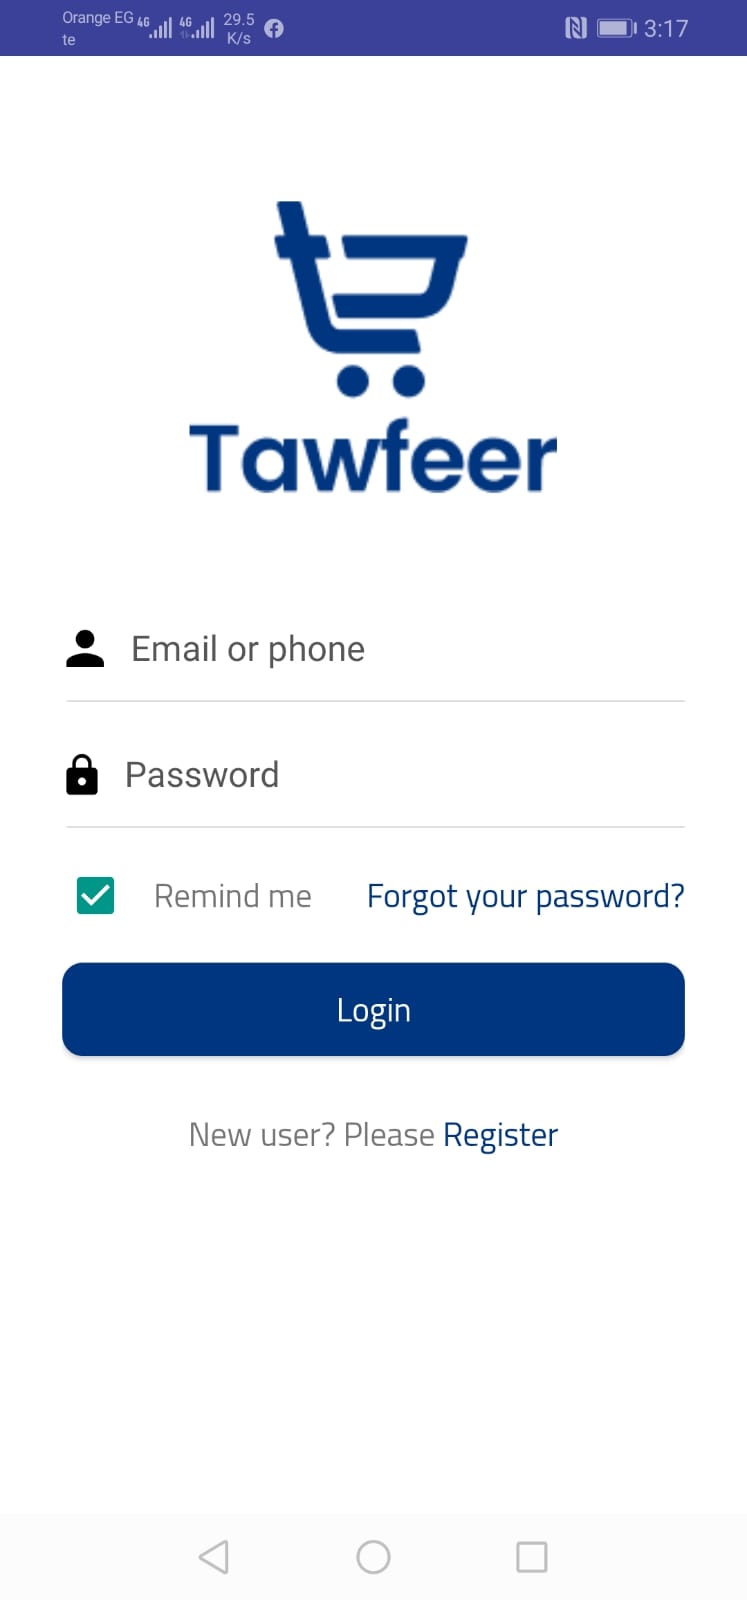 Orange EG 4G 4G 29.5
te K/s
3:17
Tawfeer
Email or phone
Password
Remind me Forgot your password?
Login
New user? Please Register